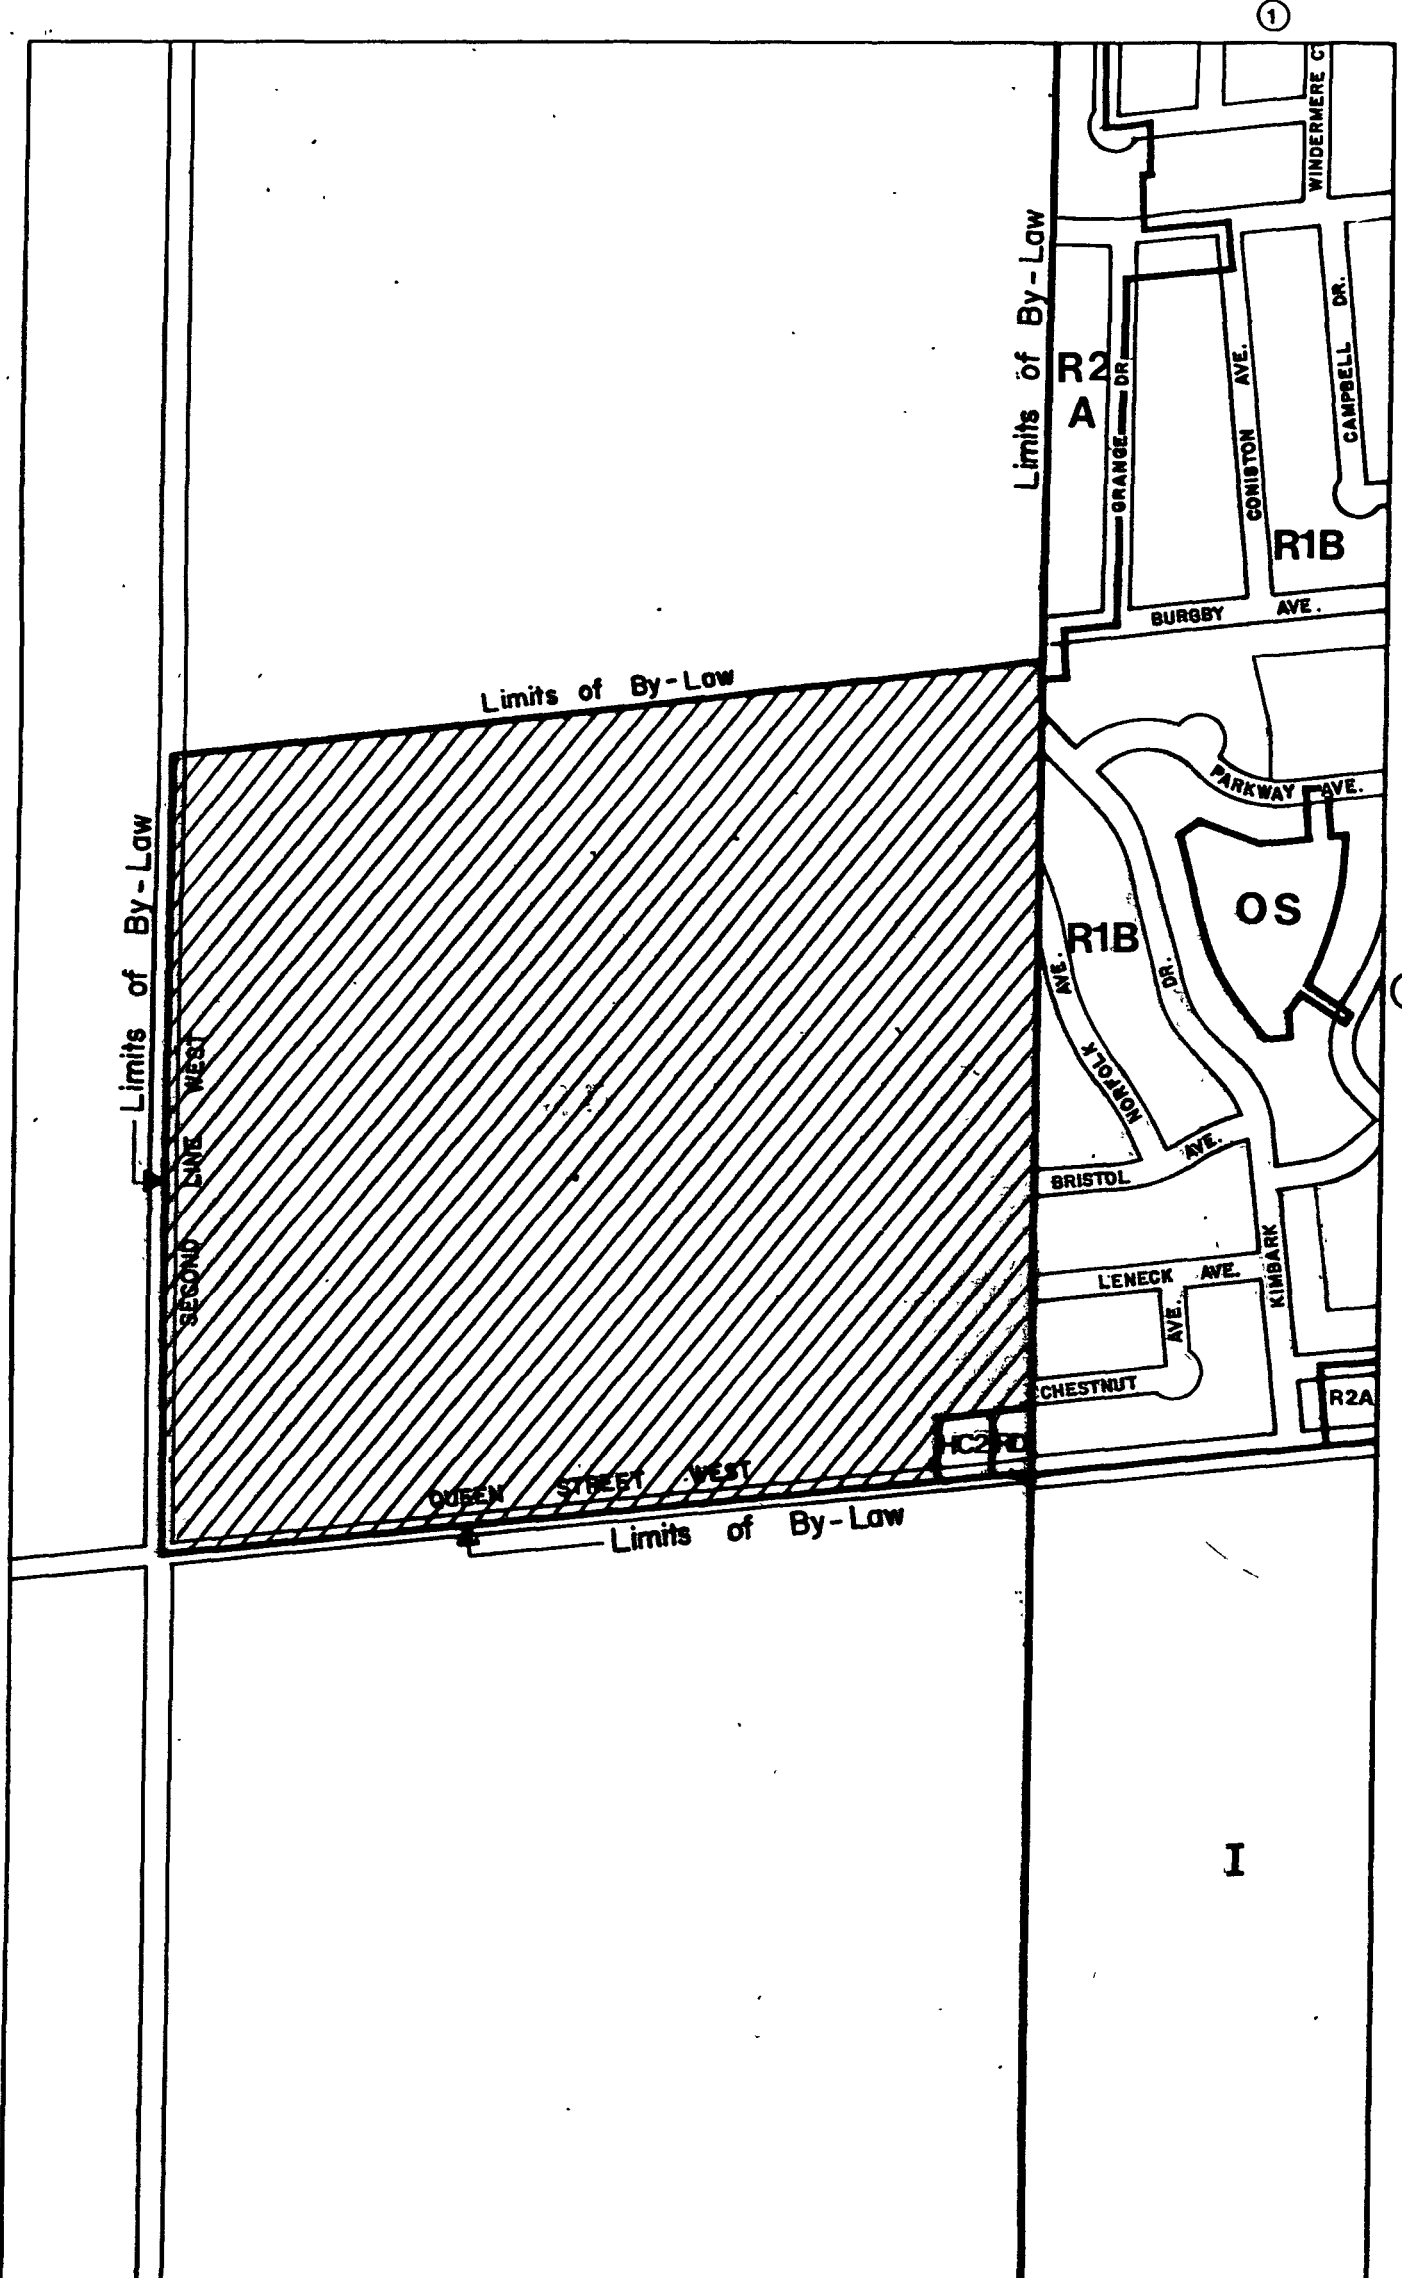 1
WINDERMERE CT
Limits of By-Law
R2
A
GRANGE DR.
CONISTON AVE.
CAMPBELL DR.
R1B
BURGBY AVE.
Limits of By-Law
PARKWAY AVE.
OS
R1B
Limits of By-Law
SECOND LINE WEST
NORFOLK AVE.
DR.
BRISTOL AVE.
LENECK AVE.
KIMBARK
AVE.
CHESTNUT
R2A
HC2
RD
QUEEN STREET WEST
Limits of By-Law
I